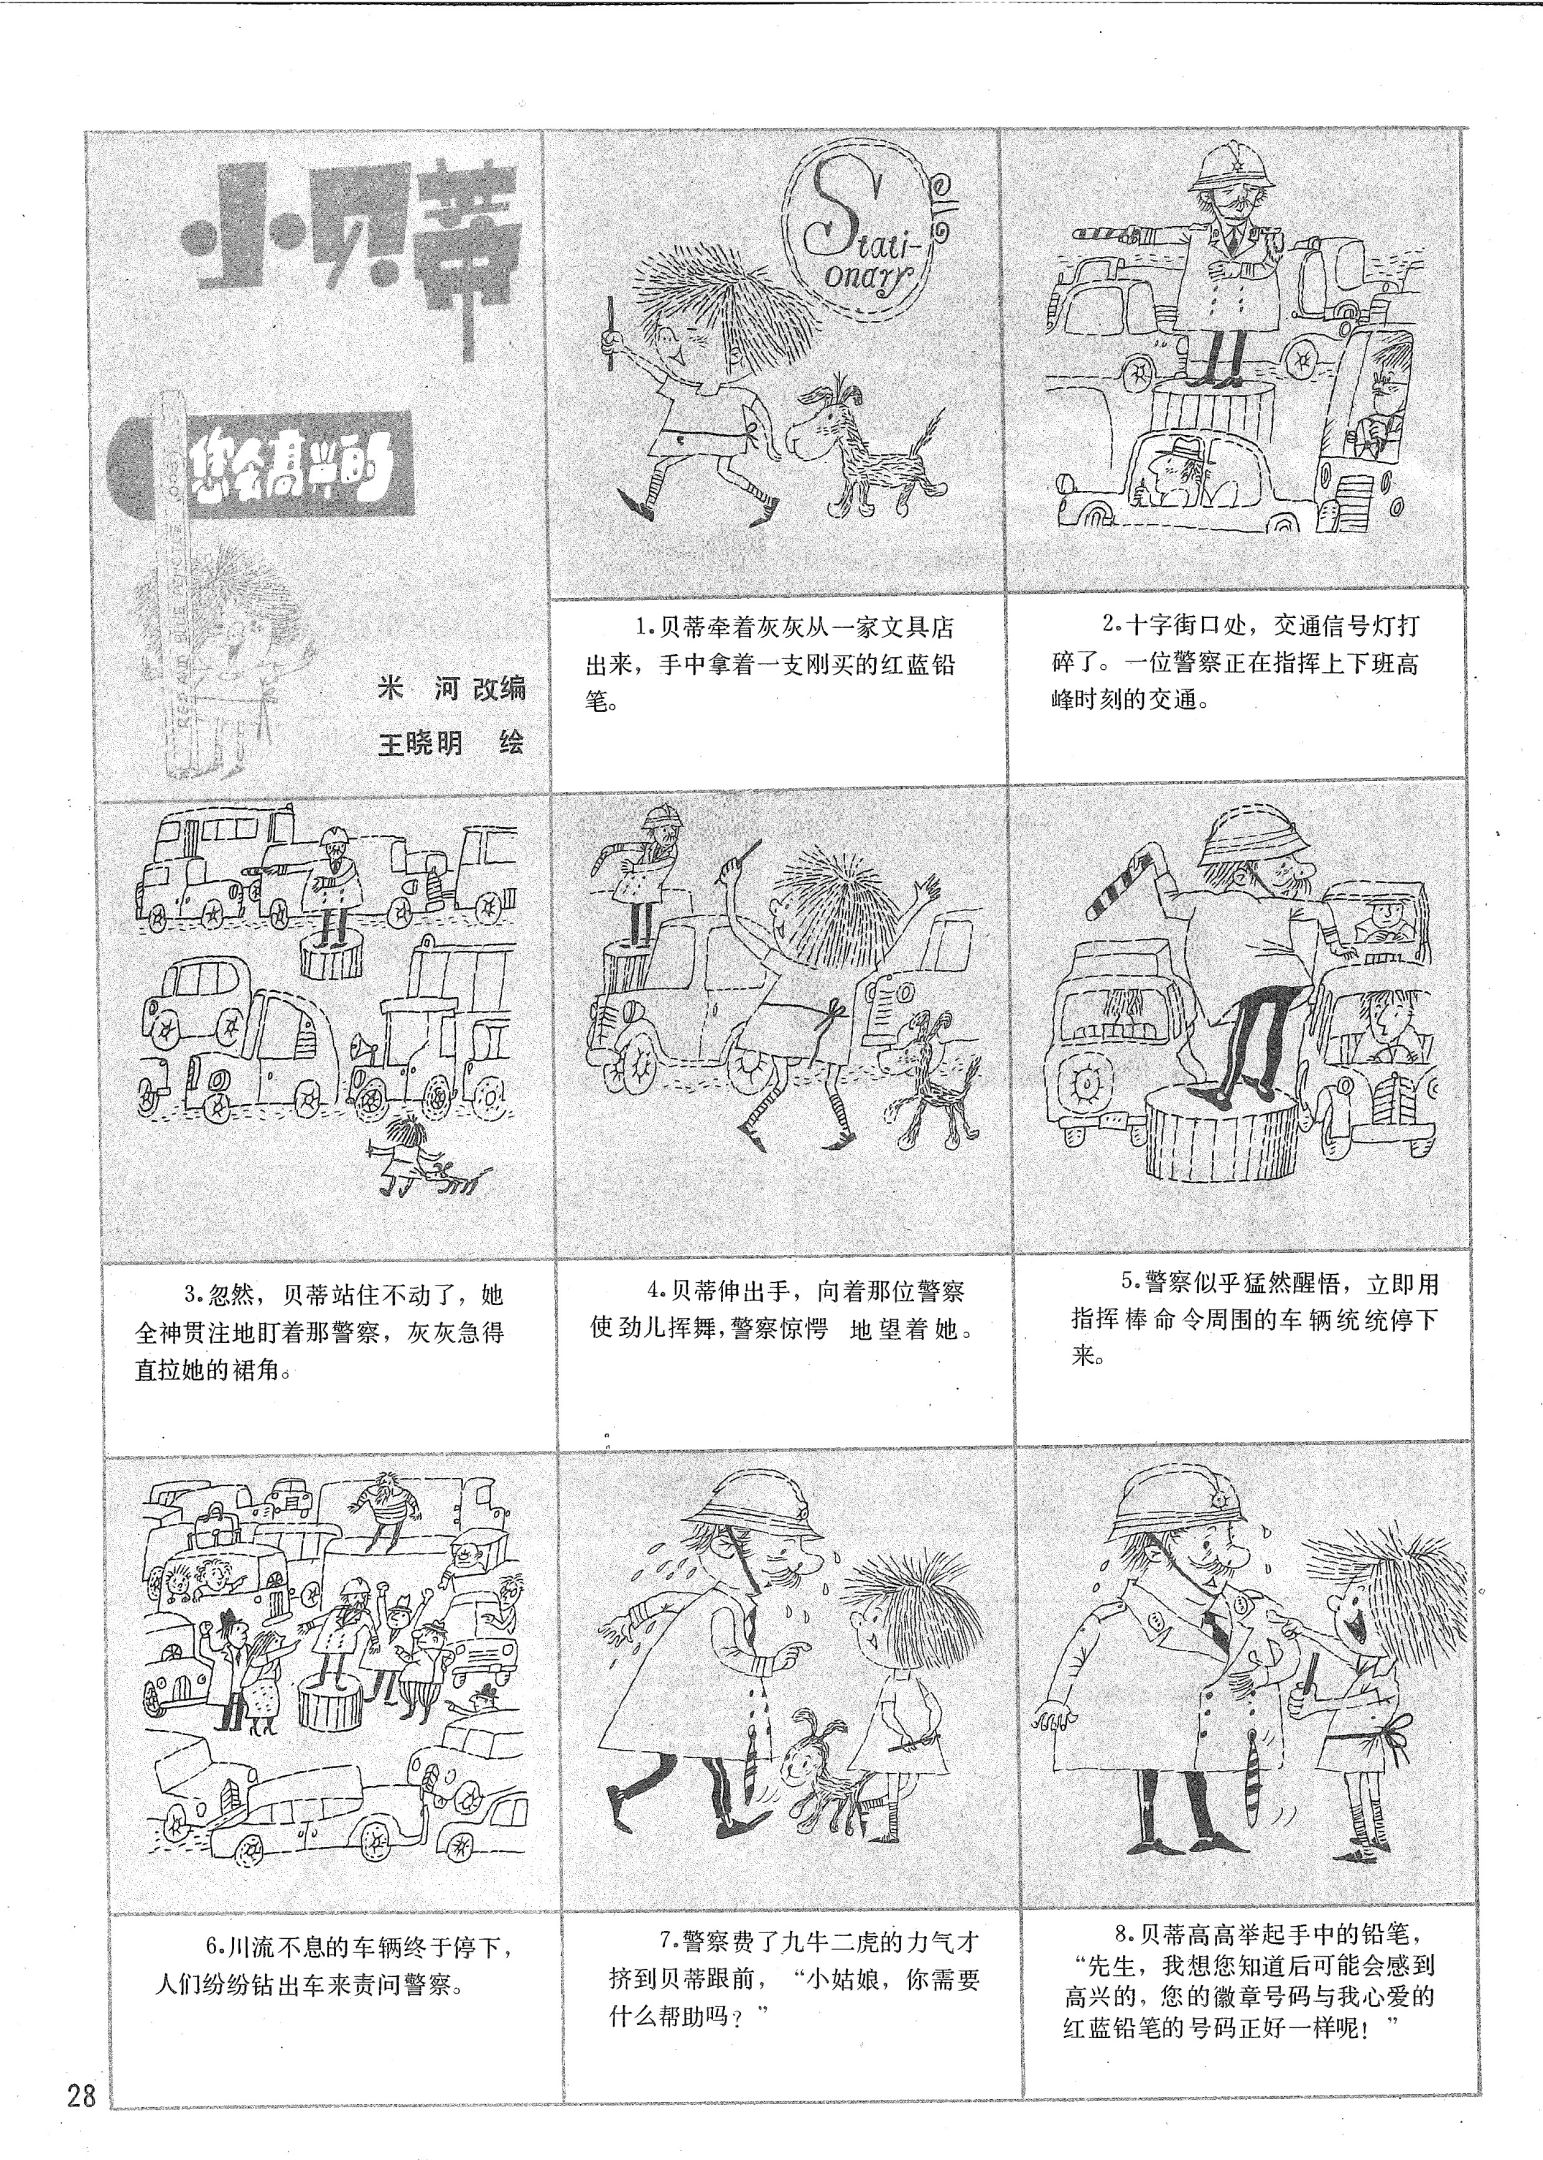 小贝蒂
您会高兴的
米 河 改编
王晓明 绘
Stati-
onary
1.贝蒂牵着灰灰从一家文具店
出来，手中拿着一支刚买的红蓝铅
笔。
2.十字街口处，交通信号灯打
碎了。一位警察正在指挥上下班高
峰时刻的交通。
3.忽然，贝蒂站住不动了，她
全神贯注地盯着那警察，灰灰急得
直拉她的裙角。
4.贝蒂伸出手，向着那位警察
使劲儿挥舞，警察惊愕 地望着她。
5.警察似乎猛然醒悟，立即用
指挥棒命令周围的车辆统统停下
来。
6.川流不息的车辆终于停下，
人们纷纷钻出车来责问警察。
7.警察费了九牛二虎的力气才
挤到贝蒂跟前，“小姑娘，你需要
什么帮助吗？”
8.贝蒂高高举起手中的铅笔，
“先生，我想您知道后可能会感到
高兴的，您的徽章号码与我心爱的
红蓝铅笔的号码正好一样呢！”
28